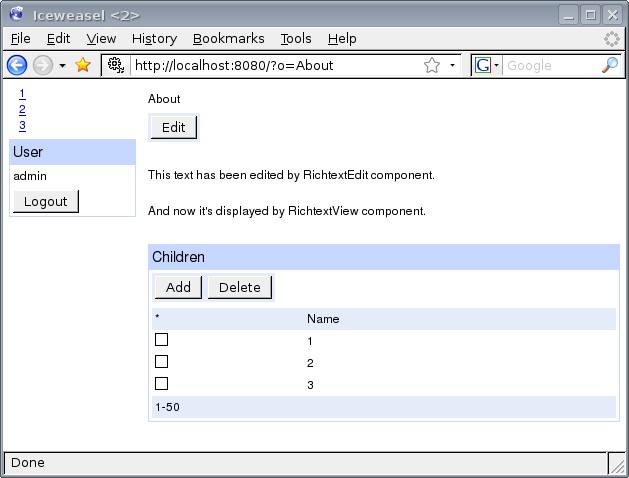 Iceweasel <2>
File Edit View History Bookmarks Tools Help
http://localhost:8080/?o=About G Google
1
2
3
User
admin
Logout
About
Edit
This text has been edited by RichtextEdit component.
And now it's displayed by RichtextView component.
Children
Add Delete
* Name
1
2
3
1-50
Done